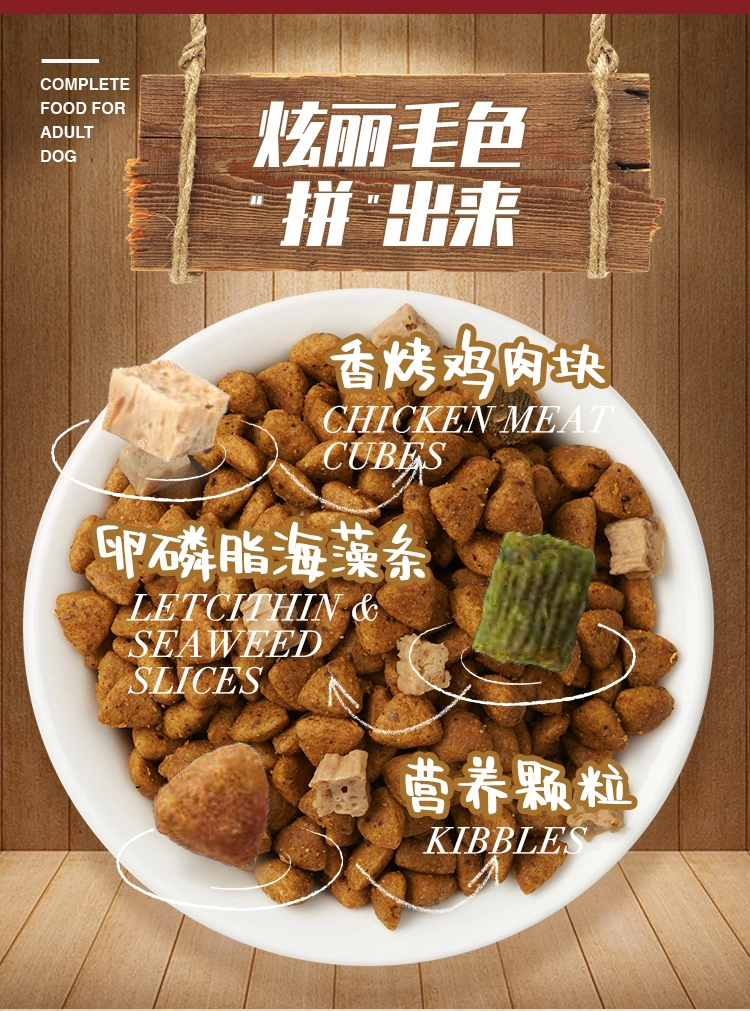 COMPLETE
FOOD FOR
ADULT
DOG
炫丽毛色
"拼"出来
香烤鸡肉块
CHICKEN MEAT
CUBES
卵磷脂海藻条
LETCITHIN &
SEAWEED
SLICES
营养颗粒
KIBBLES